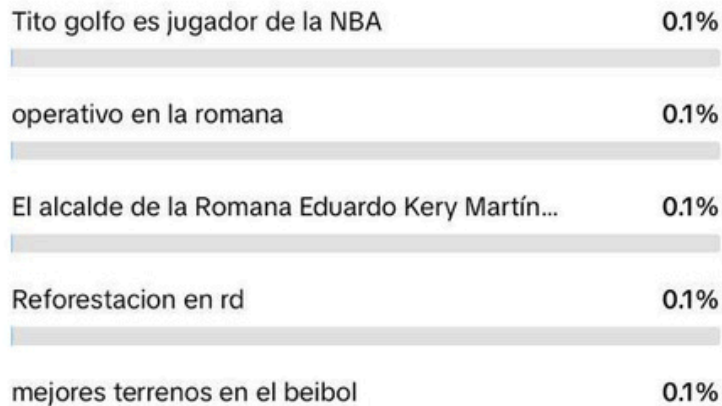 Tito golfo es jugador de la NBA 0.1%
operativo en la romana 0.1%
El alcalde de la Romana Eduardo Kery Martín... 0.1%
Reforestacion en rd 0.1%
mejores terrenos en el beibol 0.1%